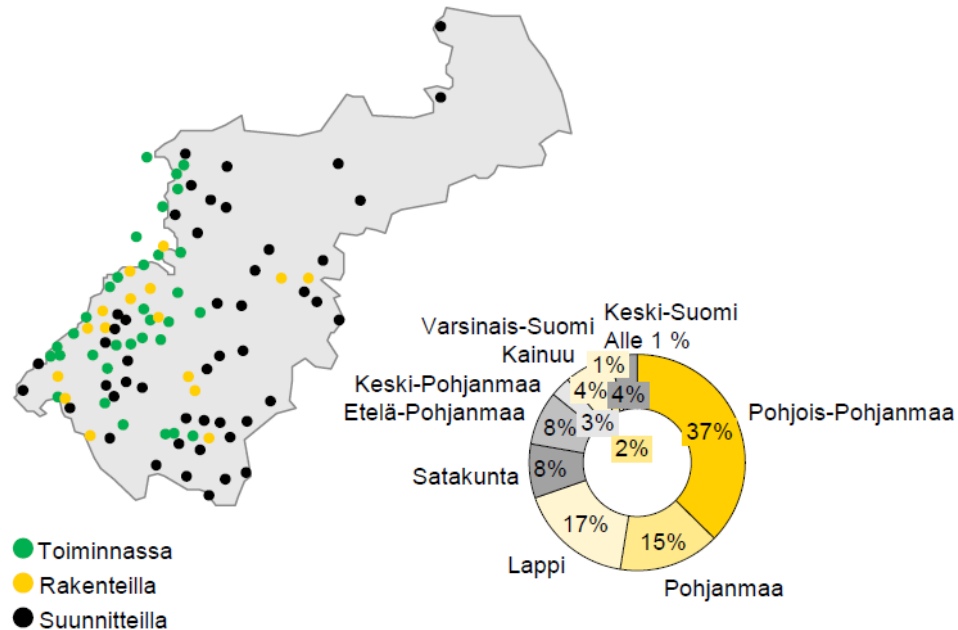 Toiminnassa
Rakenteilla
Suunnitteilla
Keski-Suomi
Alle 1 %
Varsinais-Suomi
Kainuu
Keski-Pohjanmaa
Etelä-Pohjanmaa
Satakunta
Lappi
Pohjanmaa
Pohjois-Pohjanmaa
1%
4%
4%
3%
2%
8%
8%
17%
15%
37%